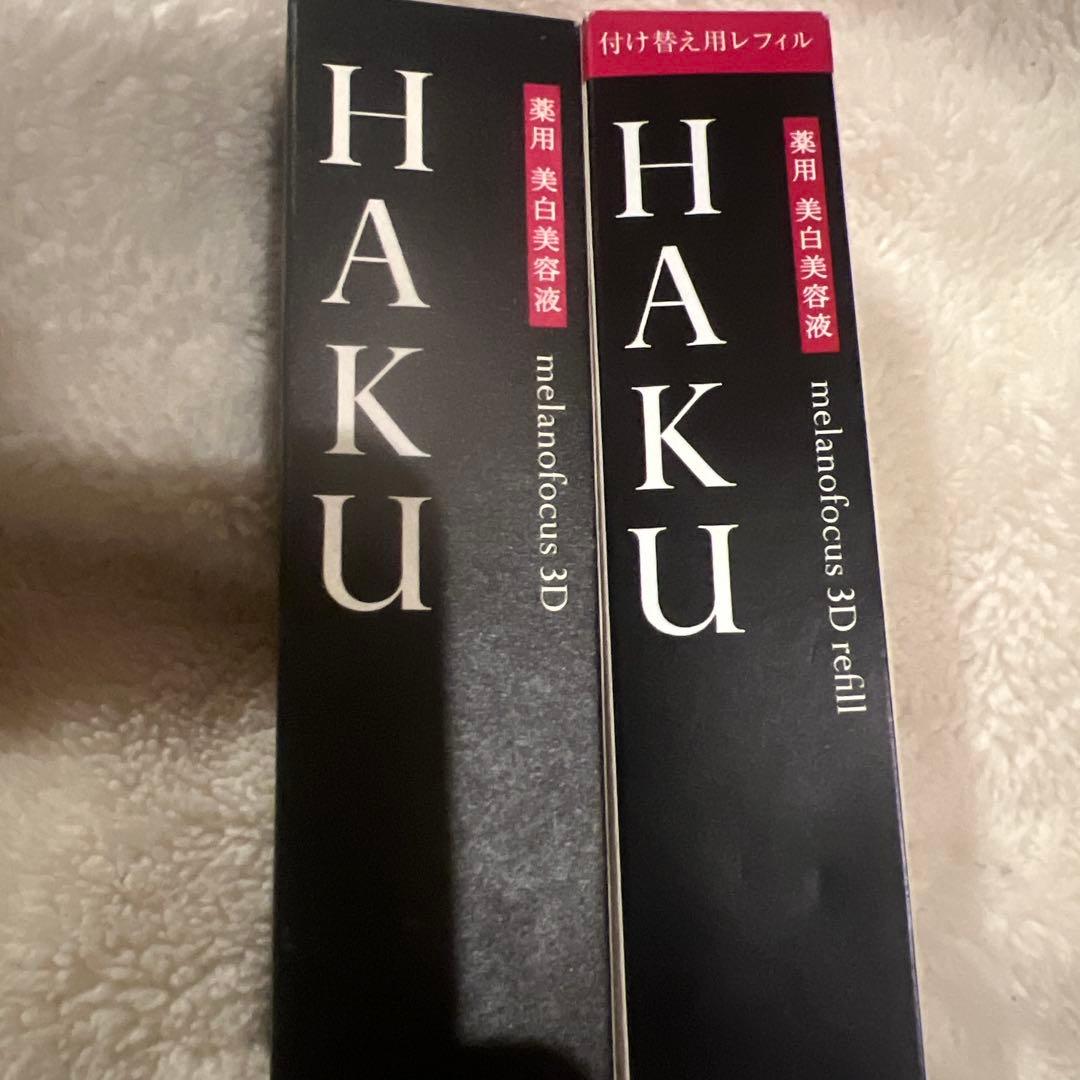 HAKU
薬用 美白美容液
melanofocus 3D
付け替え用レフィル
HAKU
薬用 美白美容液
melanofocus 3D refill